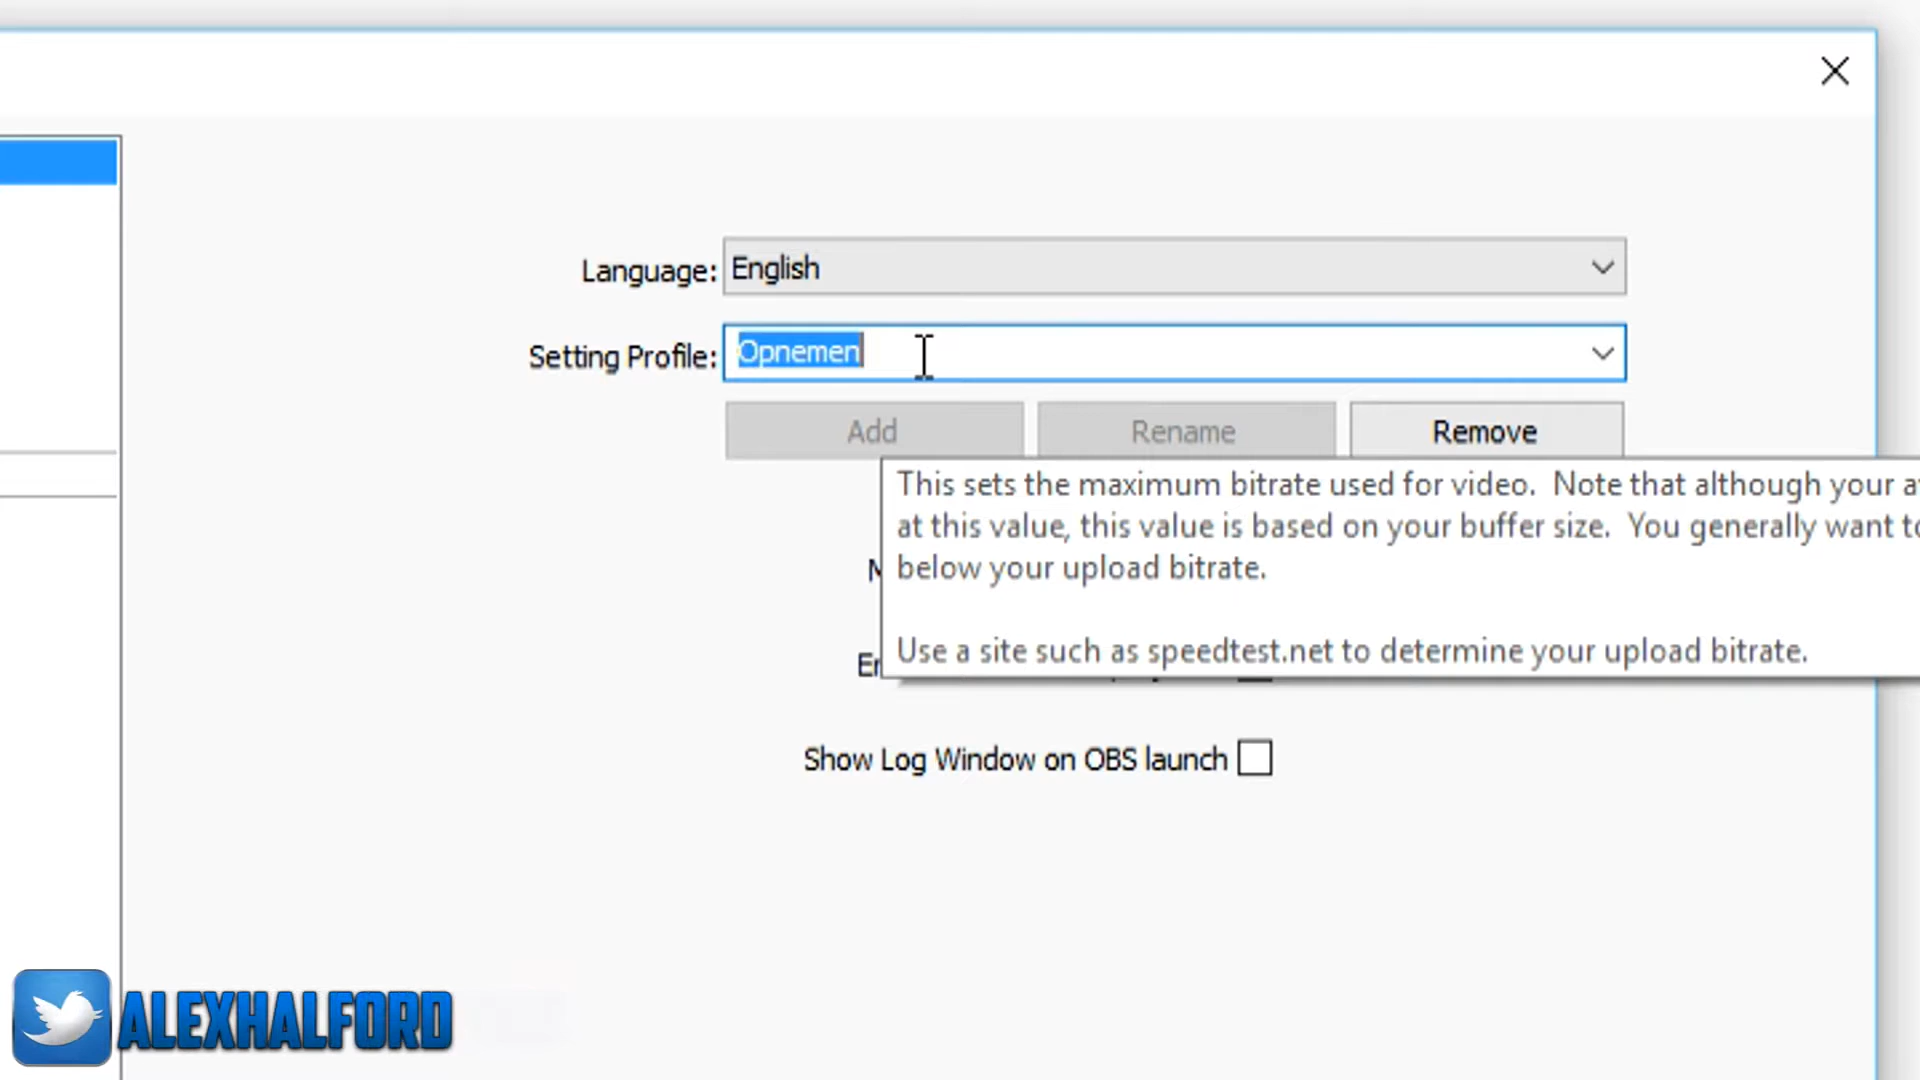 Language: English
Setting Profile: Opnemen
Add Rename Remove
This sets the maximum bitrate used for video.  Note that although your
at this value, this value is based on your buffer size.  You generally want
below your upload bitrate.
Use a site such as speedtest.net to determine your upload bitrate.
Show Log Window on OBS launch
ALEXHALFORD